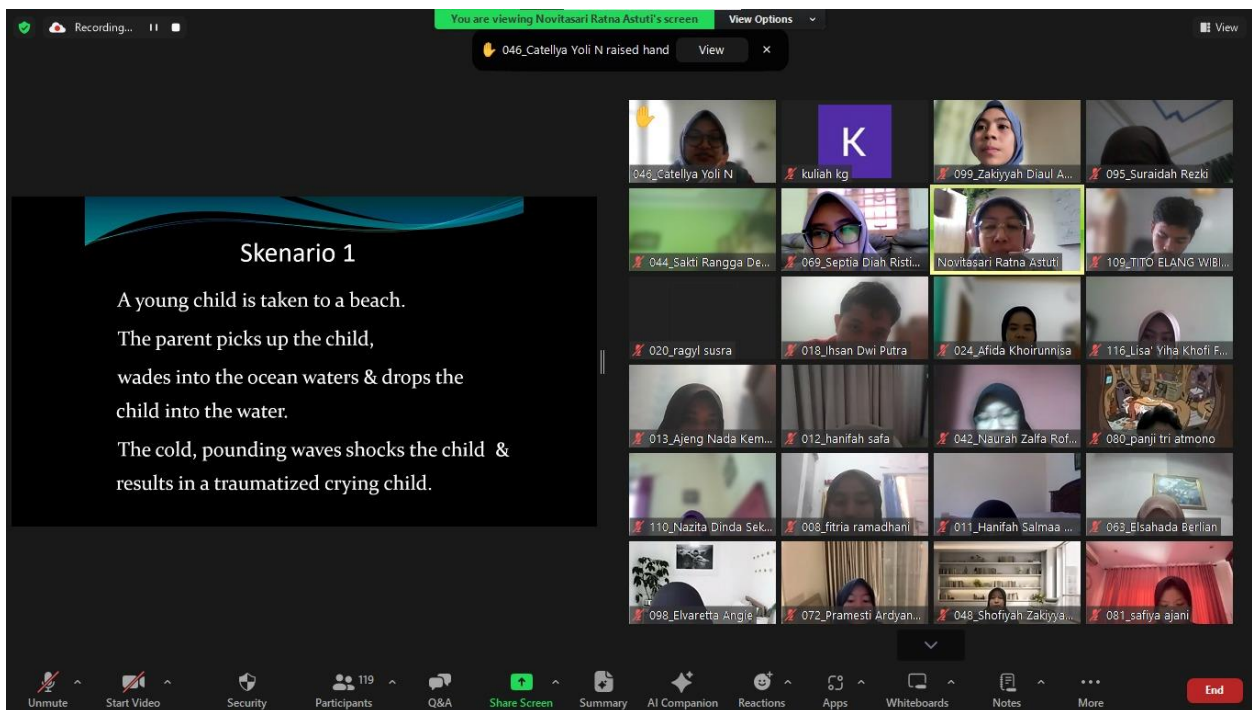 Recording...
You are viewing Novitasari Ratna Astuti's screen
View Options
View
046_Catellya Yoli N raised hand
View
Skenario 1
A young child is taken to a beach.
The parent picks up the child,
wades into the ocean waters & drops the
child into the water.
The cold, pounding waves shocks the child &
results in a traumatized crying child.
046_Catellya Yoli N
K
kuliah kg
099_Zakiyyah Diaul A...
095_Suraidah Rezki
044_Sakti Rangga De...
069_Septia Diah Risti...
Novitasari Ratna Astuti
109_TITO ELANG WIBI...
020_ragyl susra
018_Ihsan Dwi Putra
024_Afida Khoirunnisa
116_Lisa' Yiha Khofi F...
013_Ajeng Nada Kem...
012_hanifah safa
042_Naurah Zalfa Rof...
080_panji tri atmono
110_Nazita Dinda Sek...
008_fitria ramadhani
011_Hanifah Salmaa ...
063_Elsahada Berlian
098_Elvaretta Angie
072_Pramesti Ardyan...
048_Shofiyah Zakiyya...
081_safiya ajani
Unmute
Start Video
Security
119
Participants
Q&A
Share Screen
Summary
AI Companion
Reactions
Apps
Whiteboards
Notes
More
End